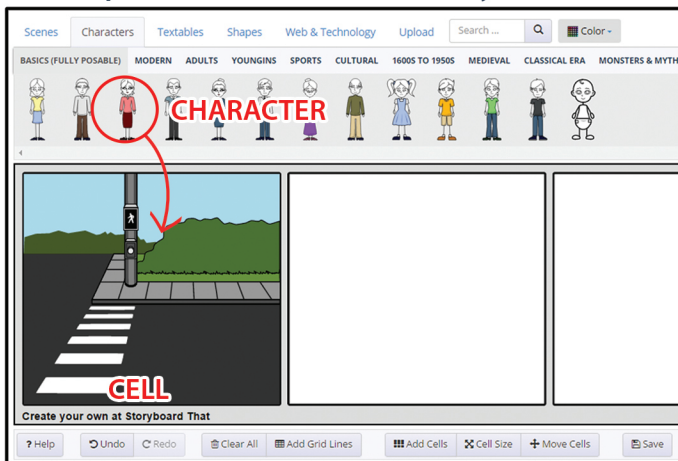 Scenes Characters Textables Shapes Web & Technology Upload Search ... Color
BASICS (FULLY POSABLE) MODERN ADULTS YOUNGINS SPORTS CULTURAL 1600S TO 1950S MEDIEVAL CLASSICAL ERA MONSTERS & MYTH
CHARACTER
CELL
Create your own at Storyboard That
? Help Undo Redo Clear All Add Grid Lines Add Cells Cell Size Move Cells Save